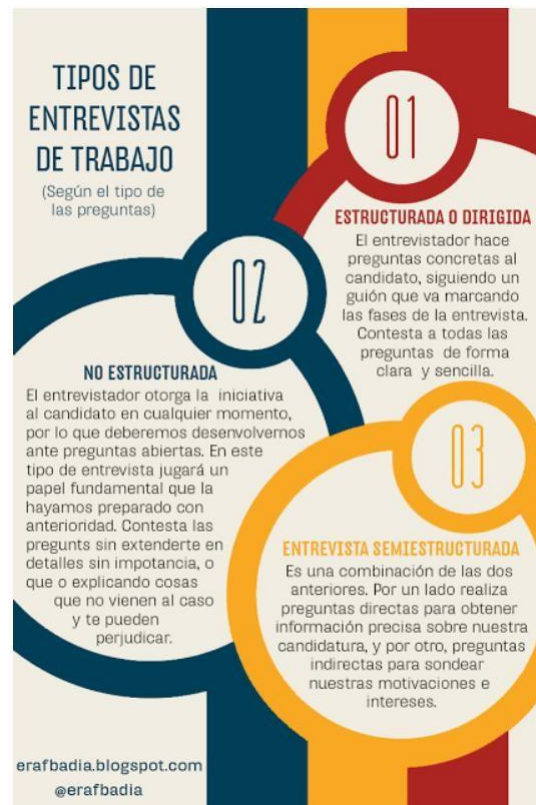 TIPOS DE
ENTREVISTAS
DE TRABAJO
(Según el tipo de
las preguntas)
01
ESTRUCTURADA O DIRIGIDA
El entrevistador hace
preguntas concretas al
candidato, siguiendo un
guión que va marcando
las fases de la entrevista.
Contesta a todas las
preguntas de forma
clara y sencilla.
02
NO ESTRUCTURADA
El entrevistador otorga la iniciativa
al candidato en cualquier momento,
por lo que deberemos desenvolvernos
ante preguntas abiertas. En este
tipo de entrevista jugará un
papel fundamental que la
hayamos preparado con
anterioridad. Contesta las
pregunts sin extenderte en
detalles sin impotancia, o
que o explicando cosas
que no vienen al caso
y te pueden
perjudicar.
03
ENTREVISTA SEMIESTRUCTURADA
Es una combinación de las dos
anteriores. Por un lado realiza
preguntas directas para obtener
información precisa sobre nuestra
candidatura, y por otro, preguntas
indirectas para sondear
nuestras motivaciones e
intereses.
erafbadia.blogspot.com
@erafbadia